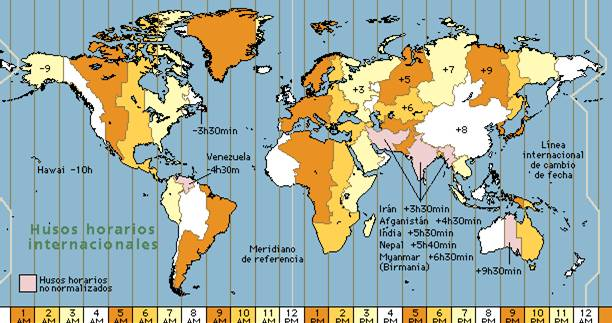 -9
+3
+5
+7
+9
+6
+8
-3h30min
Venezuela
-4h30m
Hawai -10h
Línea
internacional
de cambio
de fecha
Husos horarios
internacionales
Meridiano
de referencia
Irán +3h30min
Afganistán +4h30m
India +5h30min
Nepal +5h40min
Myanmar +6h30min
(Birmania)
+9h30min
Husos horarios
no normalizados
1 AM
2 AM
3 AM
4 AM
5 AM
6 AM
7 AM
8 AM
9 AM
10 AM
11 AM
12 PM
1 PM
2 PM
3 PM
4 PM
5 PM
6 PM
7 PM
8 PM
9 PM
10 PM
11 PM
12 AM